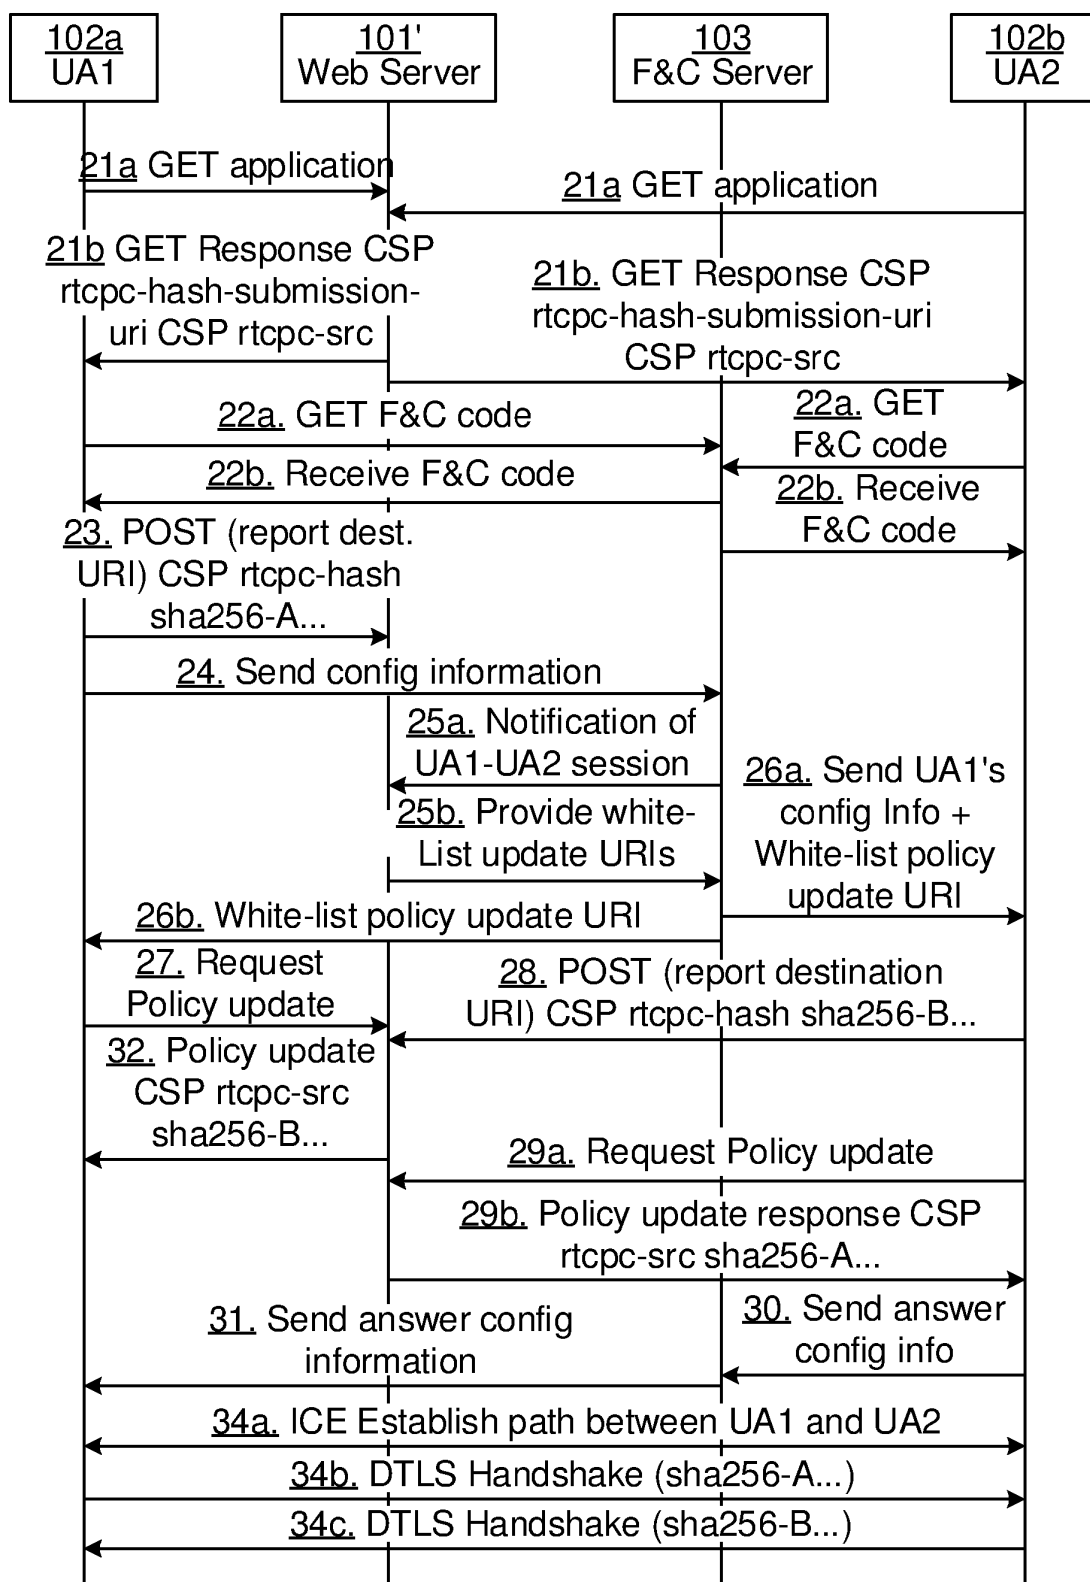 102a
UA1
101'
Web Server
103
F&C Server
102b
UA2
21a GET application
21a GET application
21b GET Response CSP
rtcpc-hash-submission-
uri CSP rtcpc-src
21b. GET Response CSP
rtcpc-hash-submission-uri
CSP rtcpc-src
22a. GET F&C code
22a. GET
F&C code
22b. Receive F&C code
22b. Receive
F&C code
23. POST (report dest.
URI) CSP rtcpc-hash
sha256-A...
24. Send config information
25a. Notification of
UA1-UA2 session
25b. Provide white-
List update URIs
26a. Send UA1's
config Info +
White-list policy
update URI
26b. White-list policy update URI
27. Request
Policy update
28. POST (report destination
URI) CSP rtcpc-hash sha256-B...
32. Policy update
CSP rtcpc-src
sha256-B...
29a. Request Policy update
29b. Policy update response CSP
rtcpc-src sha256-A...
30. Send answer
config info
31. Send answer config
information
34a. ICE Establish path between UA1 and UA2
34b. DTLS Handshake (sha256-A...)
34c. DTLS Handshake (sha256-B...)